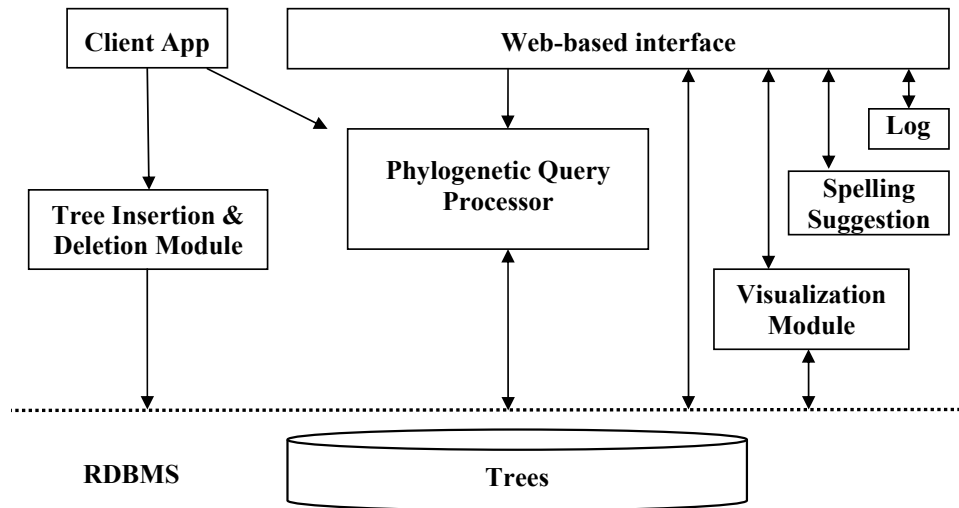 Client App
Web-based interface
Log
Phylogenetic Query
Processor
Spelling
Suggestion
Tree Insertion &
Deletion Module
Visualization
Module
RDBMS
Trees